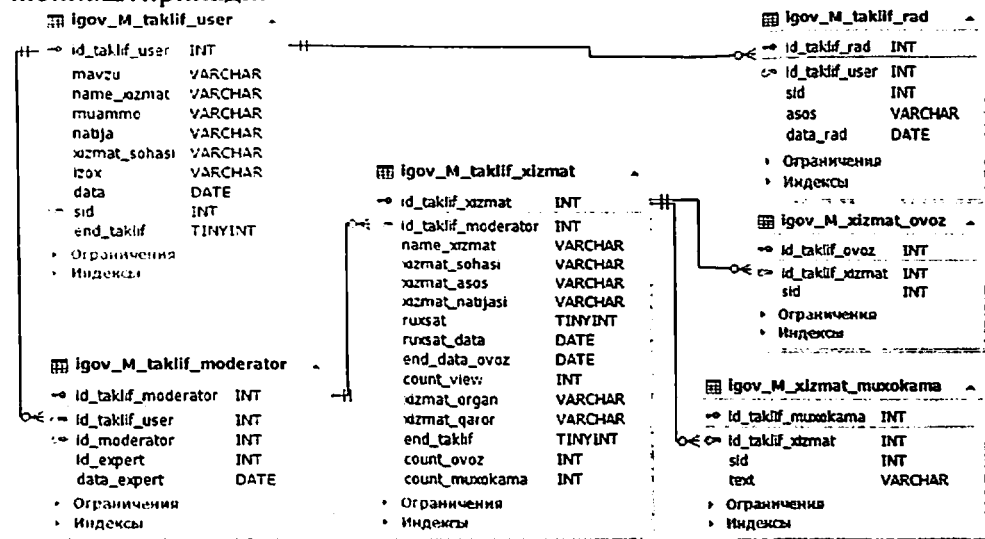 igov_M_taklif_user
id_taklif_user INT
mavzu VARCHAR
name_xizmat VARCHAR
muammo VARCHAR
natija VARCHAR
xizmat_sohasi VARCHAR
izox VARCHAR
data DATE
sid INT
end_taklif TINYINT
Ограничения
Индексы
igov_M_taklif_moderator
id_taklif_moderator INT
id_taklif_user INT
id_moderator INT
id_expert INT
data_expert DATE
Ограничения
Индексы
igov_M_taklif_xizmat
id_taklif_xizmat INT
id_taklif_moderator INT
name_xizmat VARCHAR
xizmat_sohasi VARCHAR
xizmat_asos VARCHAR
xizmat_natijasi VARCHAR
ruxsat TINYINT
ruxsat_data DATE
end_data_ovoz DATE
count_view INT
xizmat_organ VARCHAR
xizmat_qaror VARCHAR
end_taklif TINYINT
count_ovoz INT
count_muxokama INT
Ограничения
Индексы
igov_M_taklif_rad
id_taklif_rad INT
id_taklif_user INT
sid INT
asos VARCHAR
data_rad DATE
Ограничения
Индексы
igov_M_xizmat_ovoz
id_taklif_ovoz INT
id_taklif_xizmat INT
sid INT
Ограничения
Индексы
igov_M_xizmat_muxokama
id_taklif_muxokama INT
id_taklif_xizmat INT
sid INT
text VARCHAR
Ограничения
Индексы